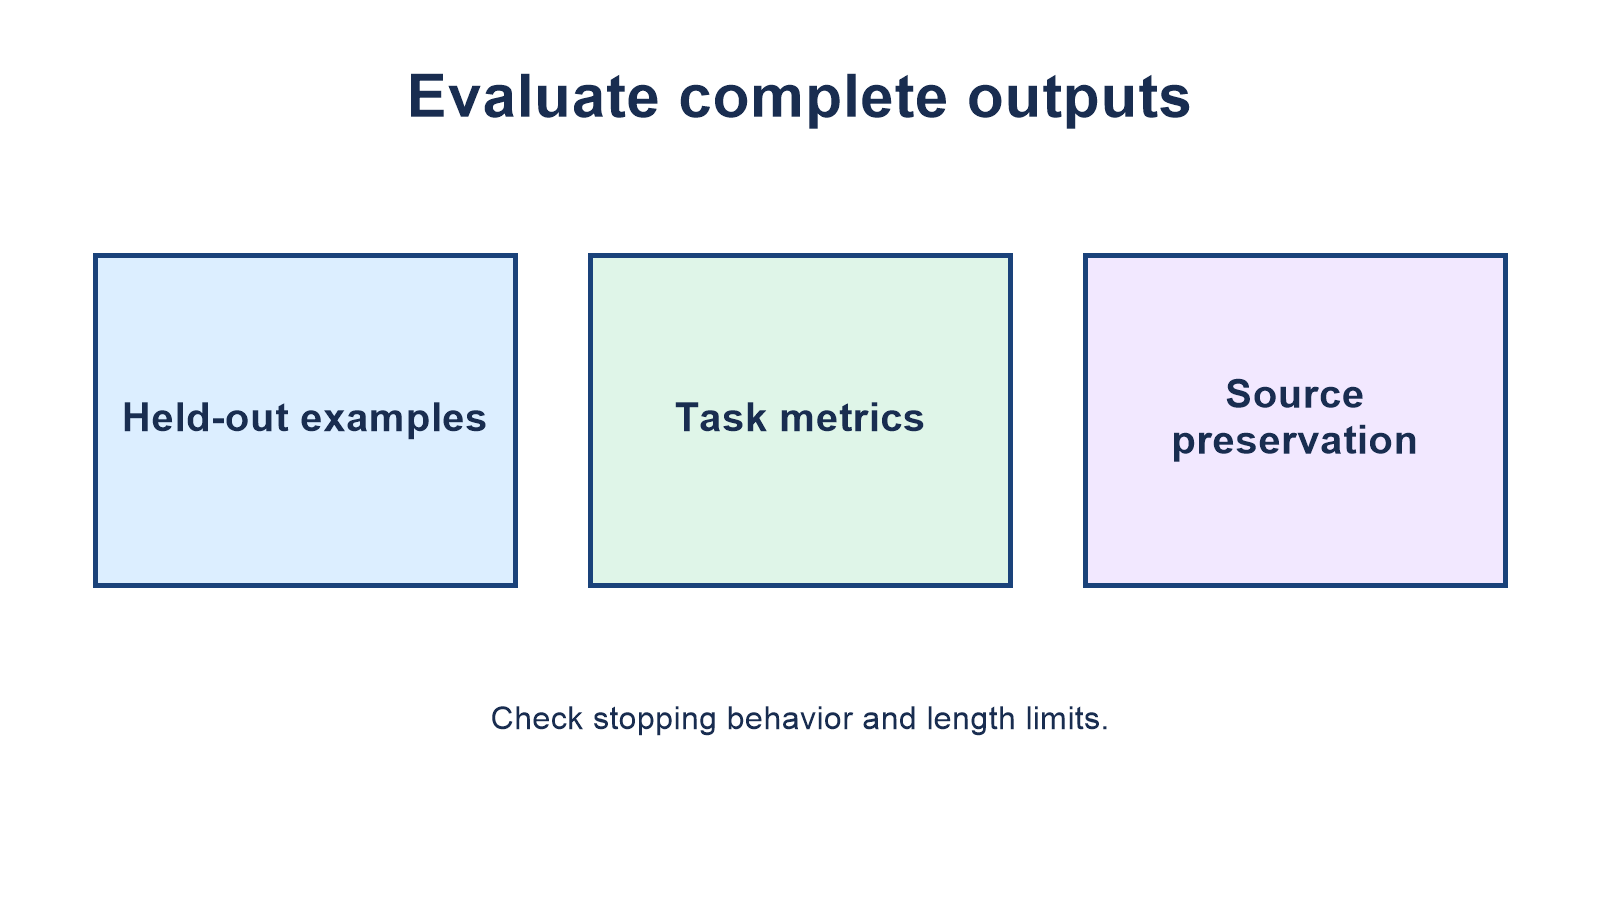 Evaluate complete outputs
Held-out examples
Task metrics
Source
preservation
Check stopping behavior and length limits.